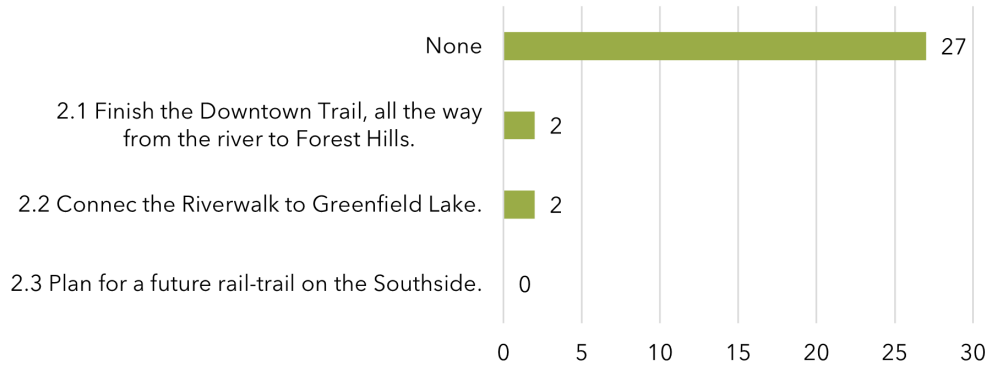 None
27
2.1 Finish the Downtown Trail, all the way
from the river to Forest Hills.
2
2.2 Connec the Riverwalk to Greenfield Lake.
2
2.3 Plan for a future rail-trail on the Southside.
0
0 5 10 15 20 25 30